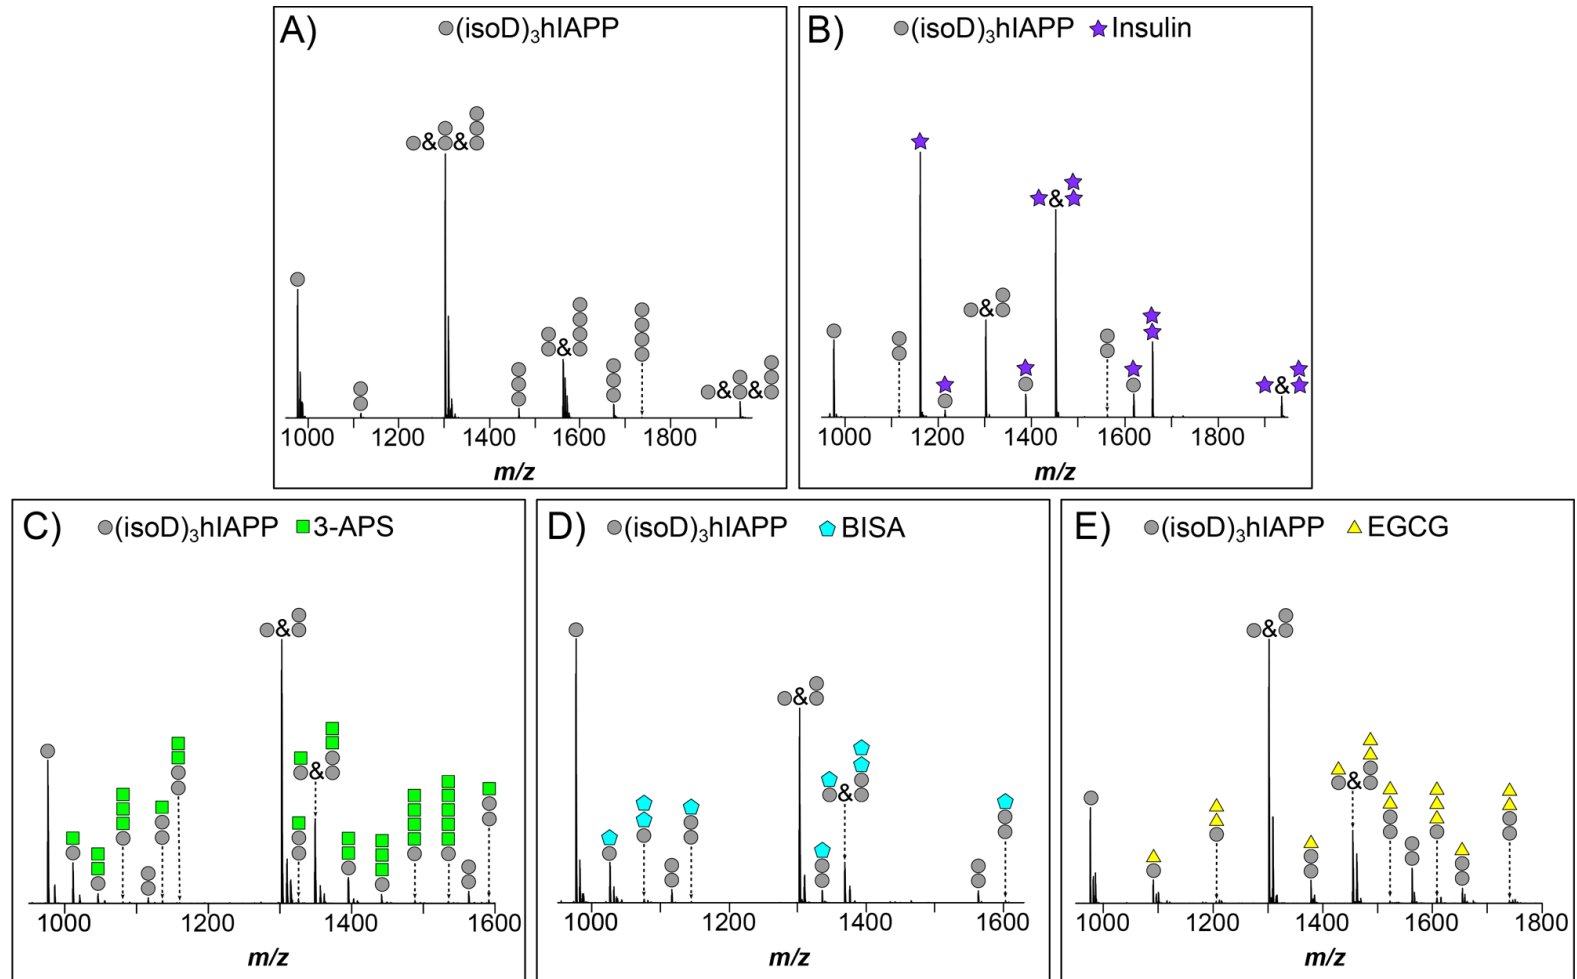 A) (isoD)₃hIAPP
& &
&
& &
1000 1200 1400 1600 1800
m/z
B) (isoD)₃hIAPP Insulin
&
&
&
1000 1200 1400 1600 1800
m/z
C) (isoD)₃hIAPP 3-APS
&
&
1000 1200 1400 1600
m/z
D) (isoD)₃hIAPP BISA
&
&
1000 1200 1400 1600
m/z
E) (isoD)₃hIAPP EGCG
&
&
1000 1200 1400 1600 1800
m/z